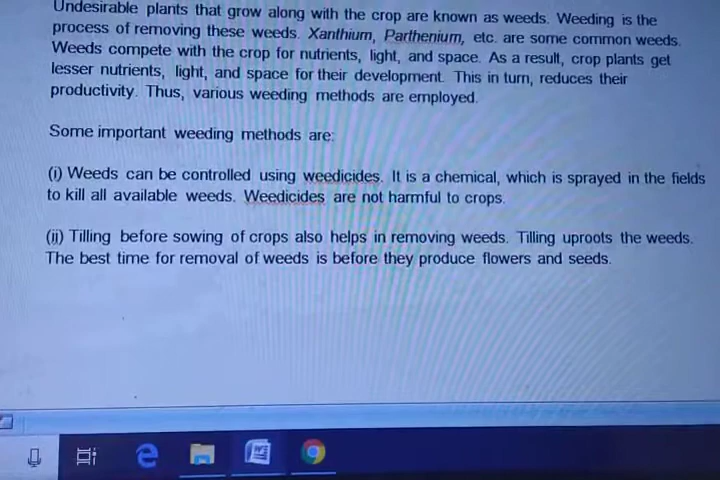 Undesirable plants that grow along with the crop are known as weeds. Weeding is the
process of removing these weeds. Xanthium, Parthenium, etc. are some common weeds.
Weeds compete with the crop for nutrients, light, and space. As a result, crop plants get
lesser nutrients, light, and space for their development. This in turn, reduces their
productivity. Thus, various weeding methods are employed.
Some important weeding methods are:
(i) Weeds can be controlled using weedicides. It is a chemical, which is sprayed in the fields
to kill all available weeds. Weedicides are not harmful to crops.
(ii) Tilling before sowing of crops also helps in removing weeds. Tilling uproots the weeds.
The best time for removal of weeds is before they produce flowers and seeds.